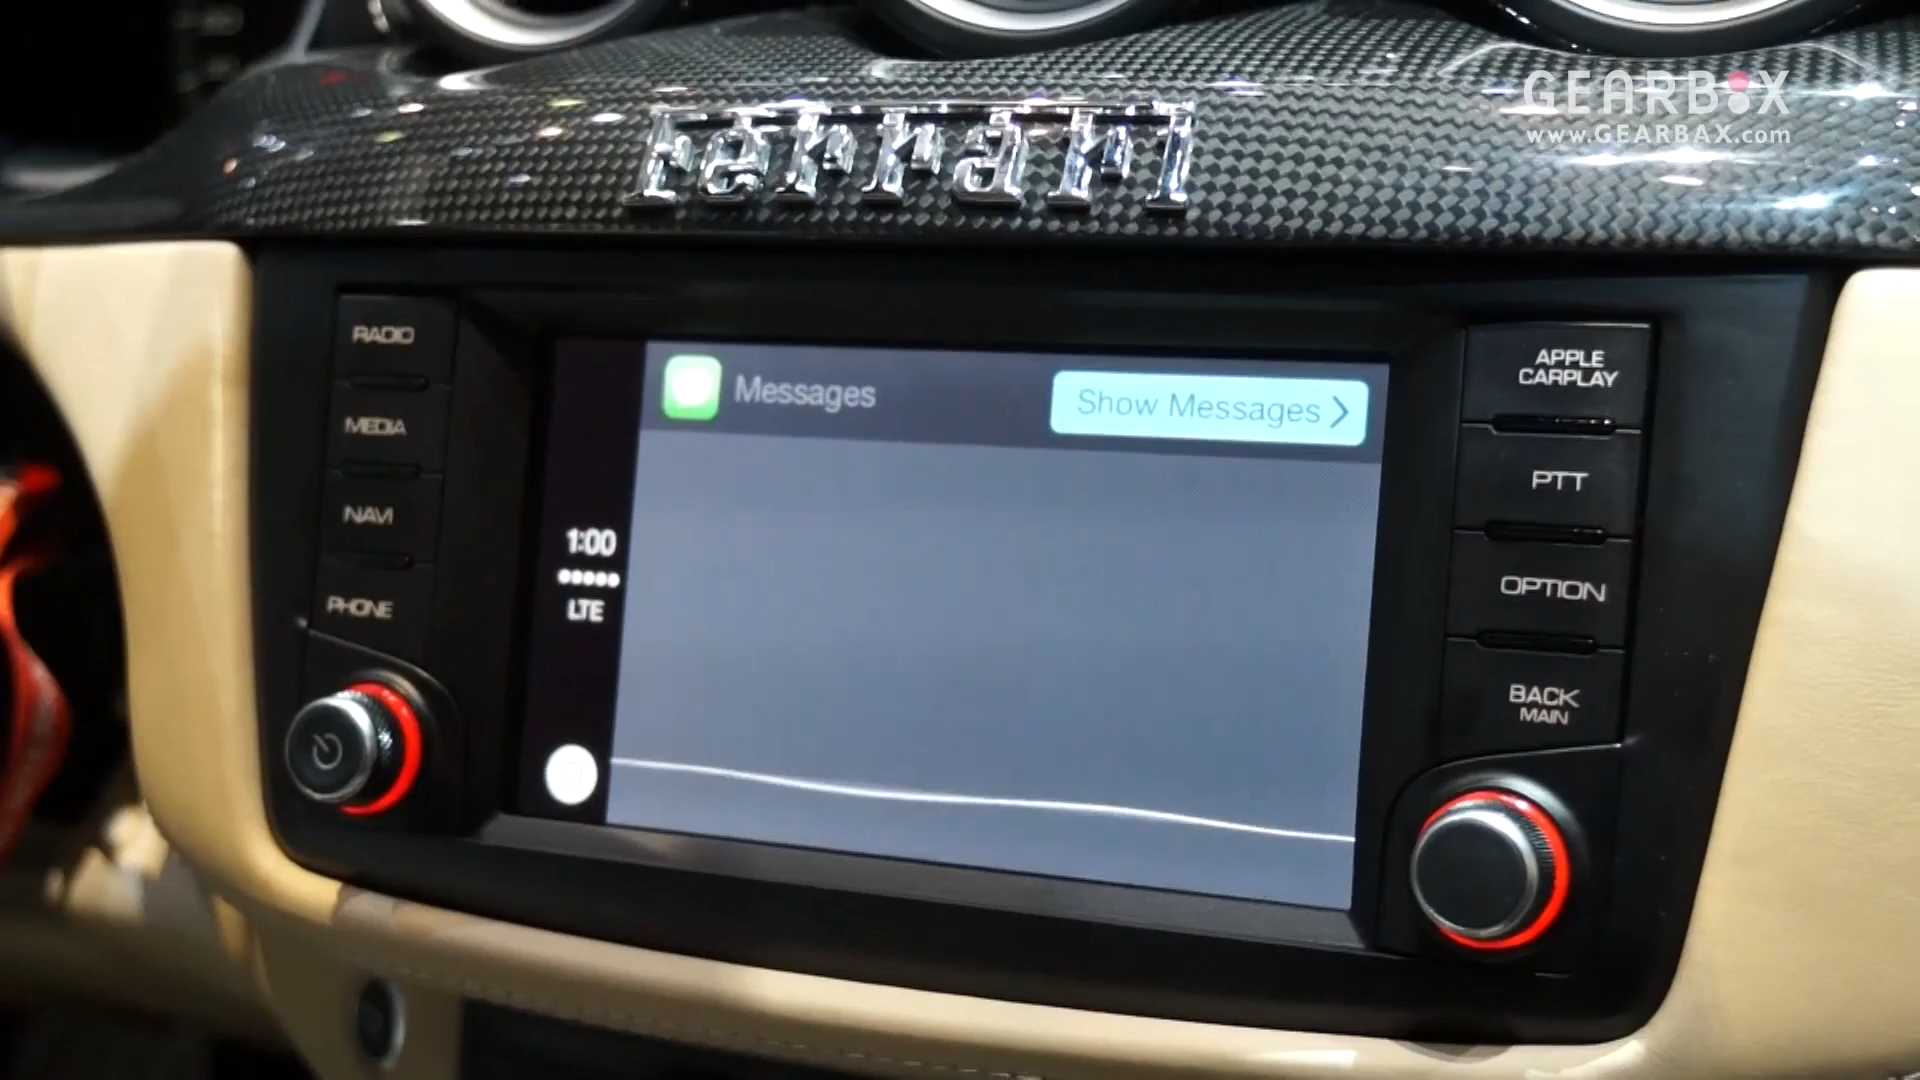 GEARBOX
www.GEARBAX.com
Ferrari
RADIO
MEDIA
NAVI
PHONE
Messages
Show Messages
1:00
LTE
APPLE
CARPLAY
PTT
OPTION
BACK
MAIN